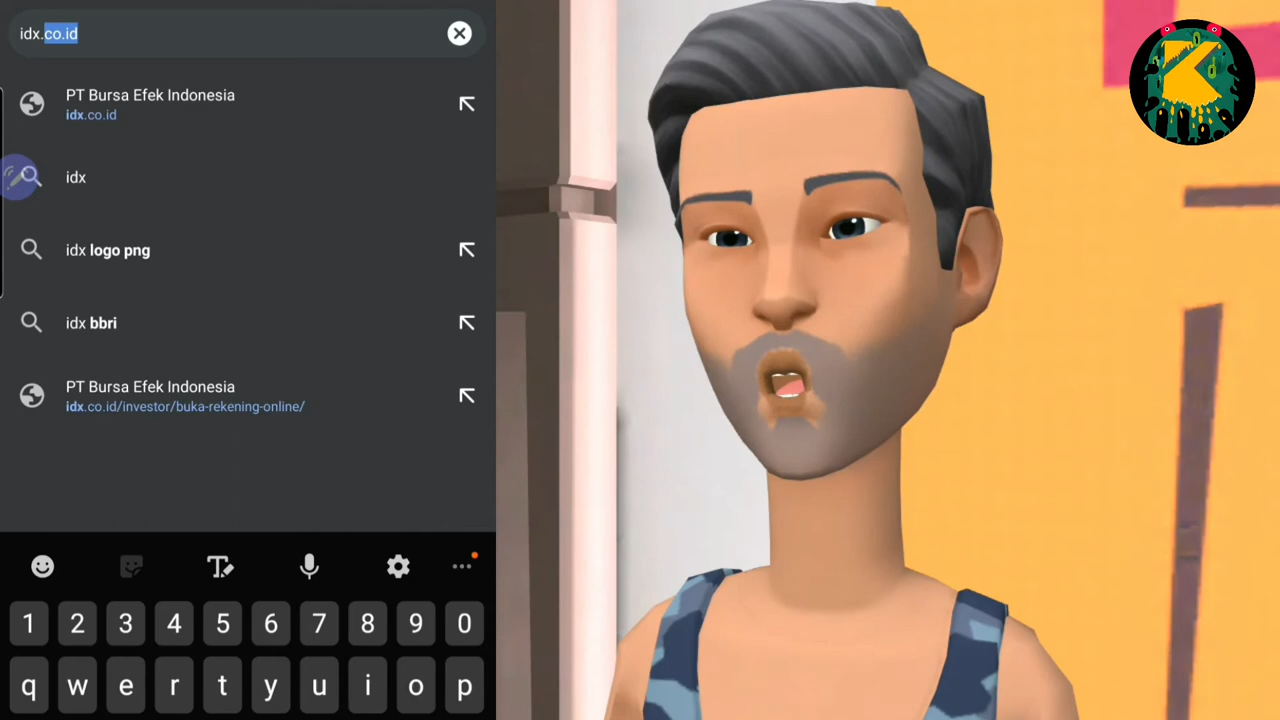 idx.co.id
PT Bursa Efek Indonesia
idx.co.id
idx
idx logo png
idx bbri
PT Bursa Efek Indonesia
idx.co.id/investor/buka-rekening-online/
1 2 3 4 5 6 7 8 9 0
q w e r t y u i o p
K